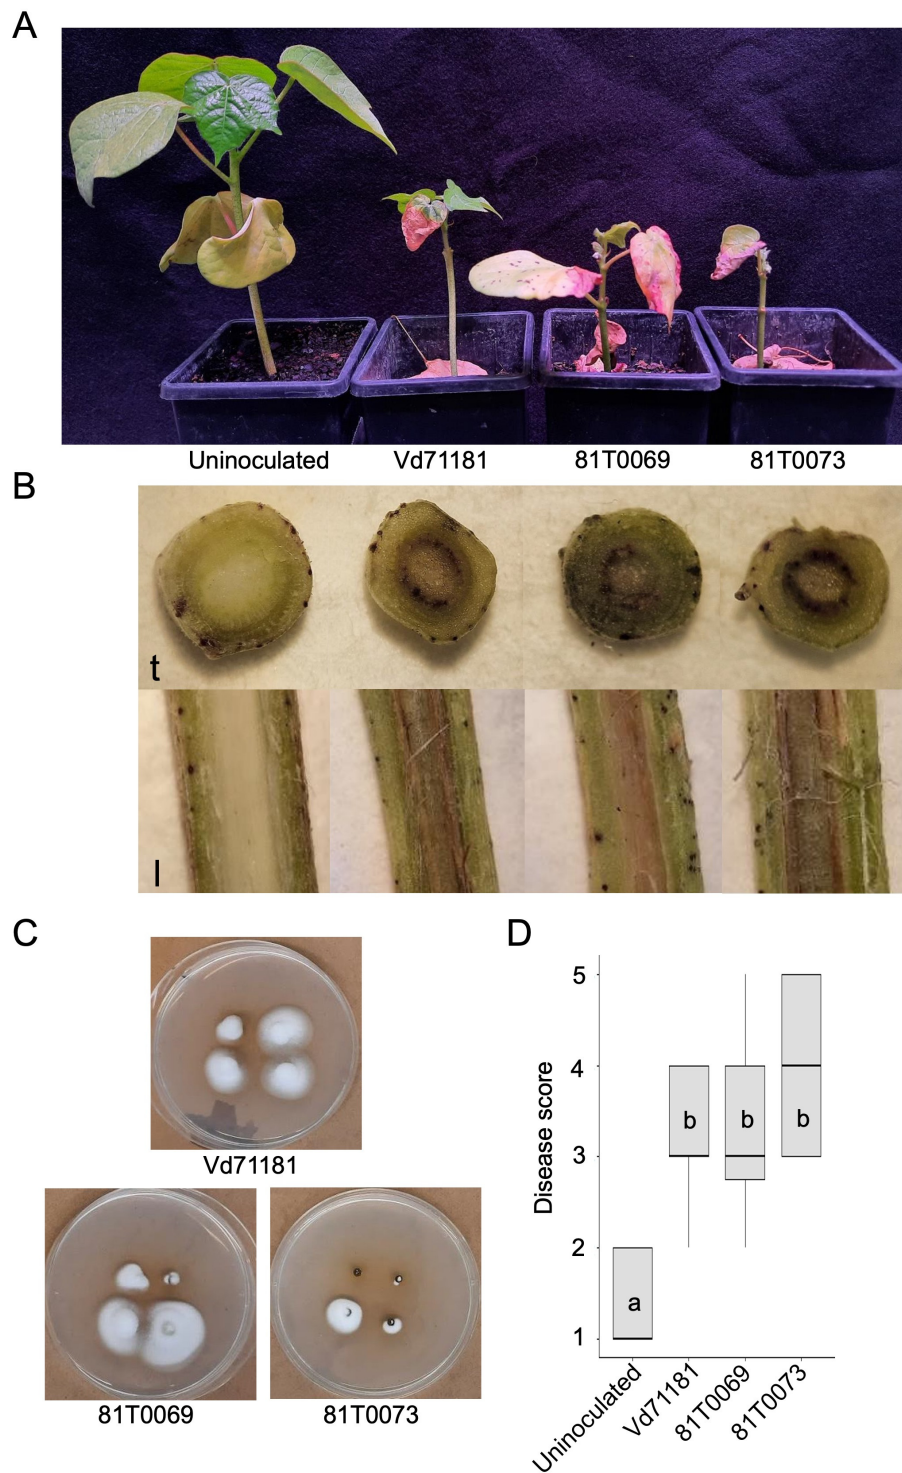 A
Uninoculated Vd71181 81T0069 81T0073
B
t
l
C
Vd71181
81T0069 81T0073
D
Disease score
5
4
3
2
1
a
b
b
b
Uninoculated
Vd71181
81T0069
81T0073